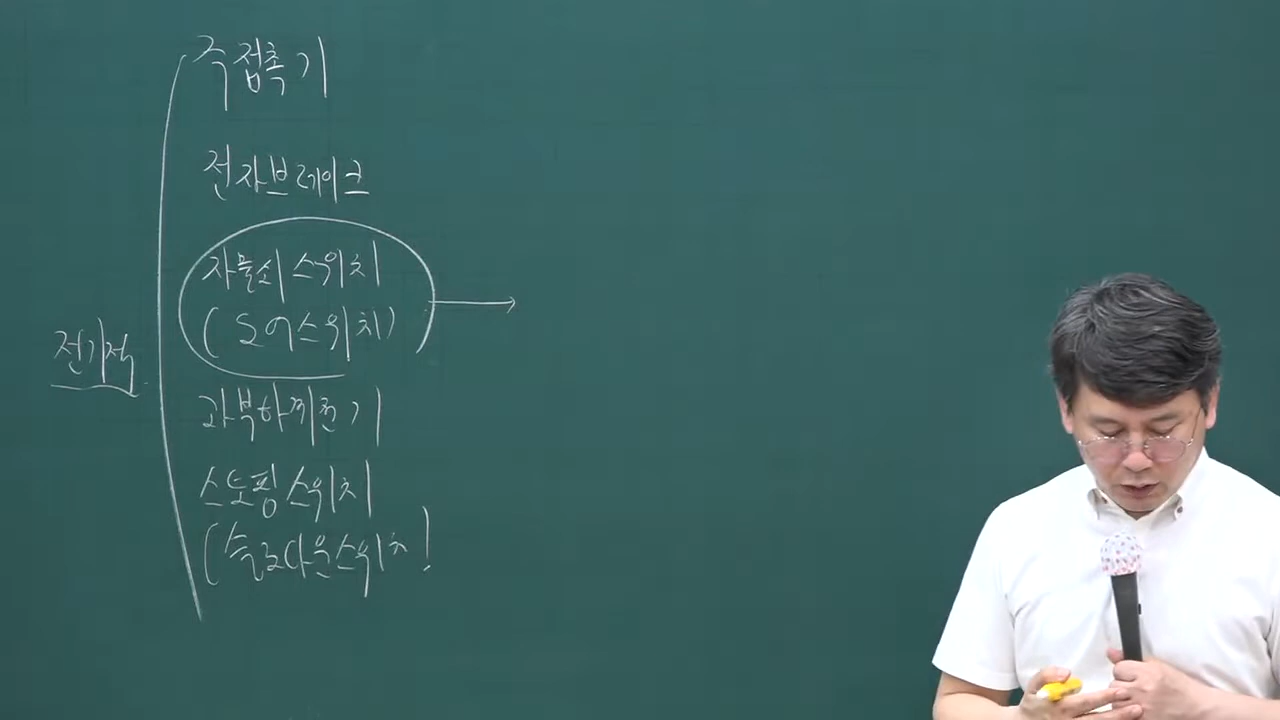 주접촉기
전자브레이크
자물쇠스위치
(도어스위치)
전기적
과부하계전기
스토핑스위치
(슬로다운스위치)